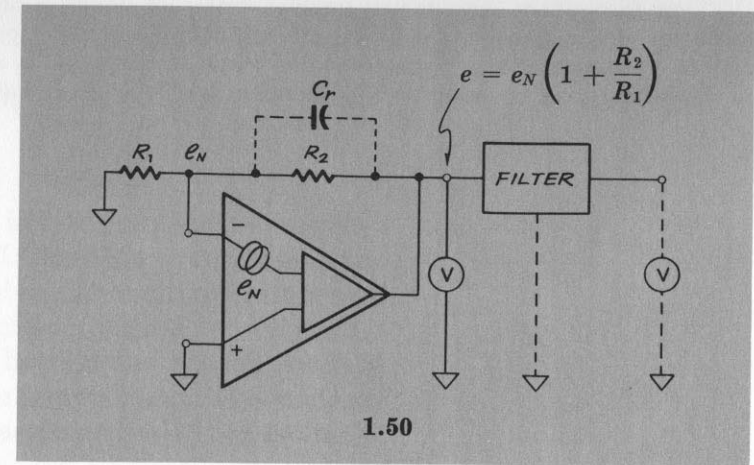 e = e_N (1 + R_2/R_1)
C_r
R_1
e_N
R_2
FILTER
−
e_N
V
V
+
1.50